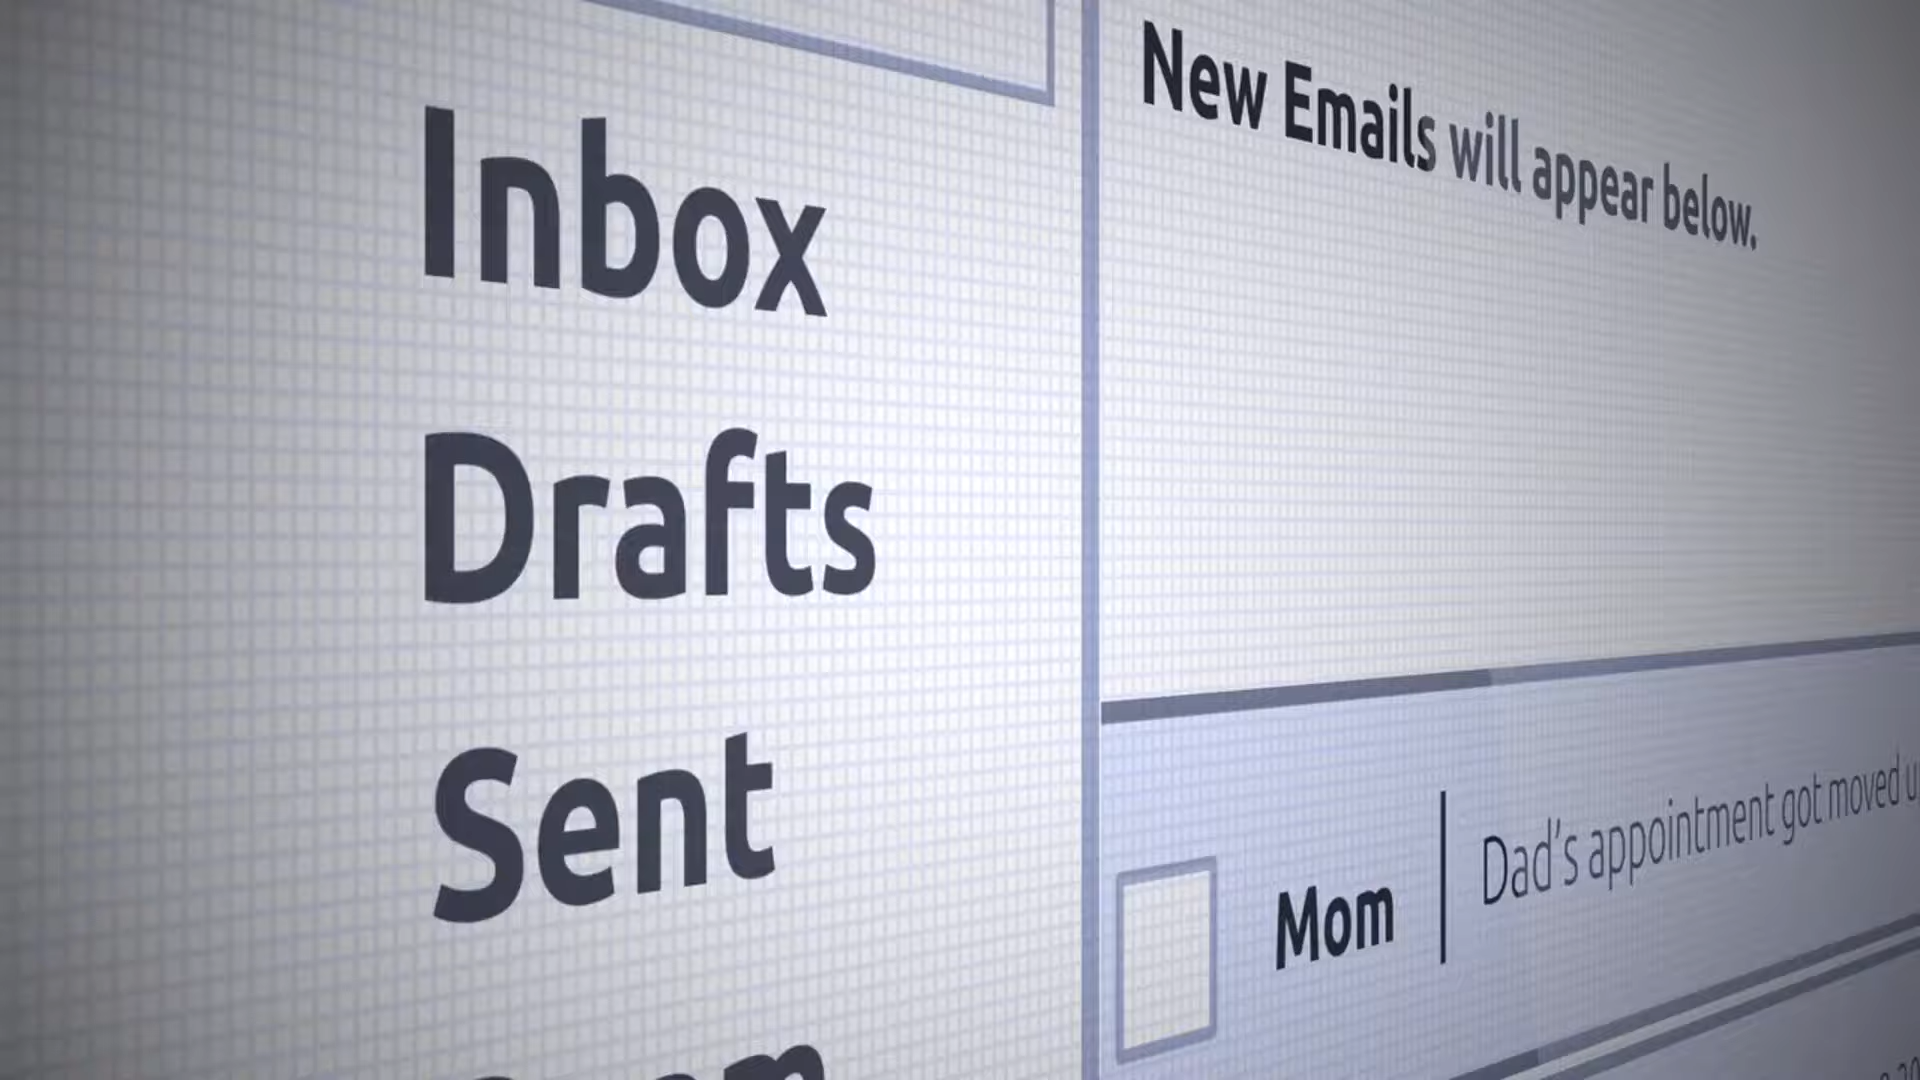 Inbox
Drafts
Sent
New Emails will appear below.
Mom | Dad's appointment got moved